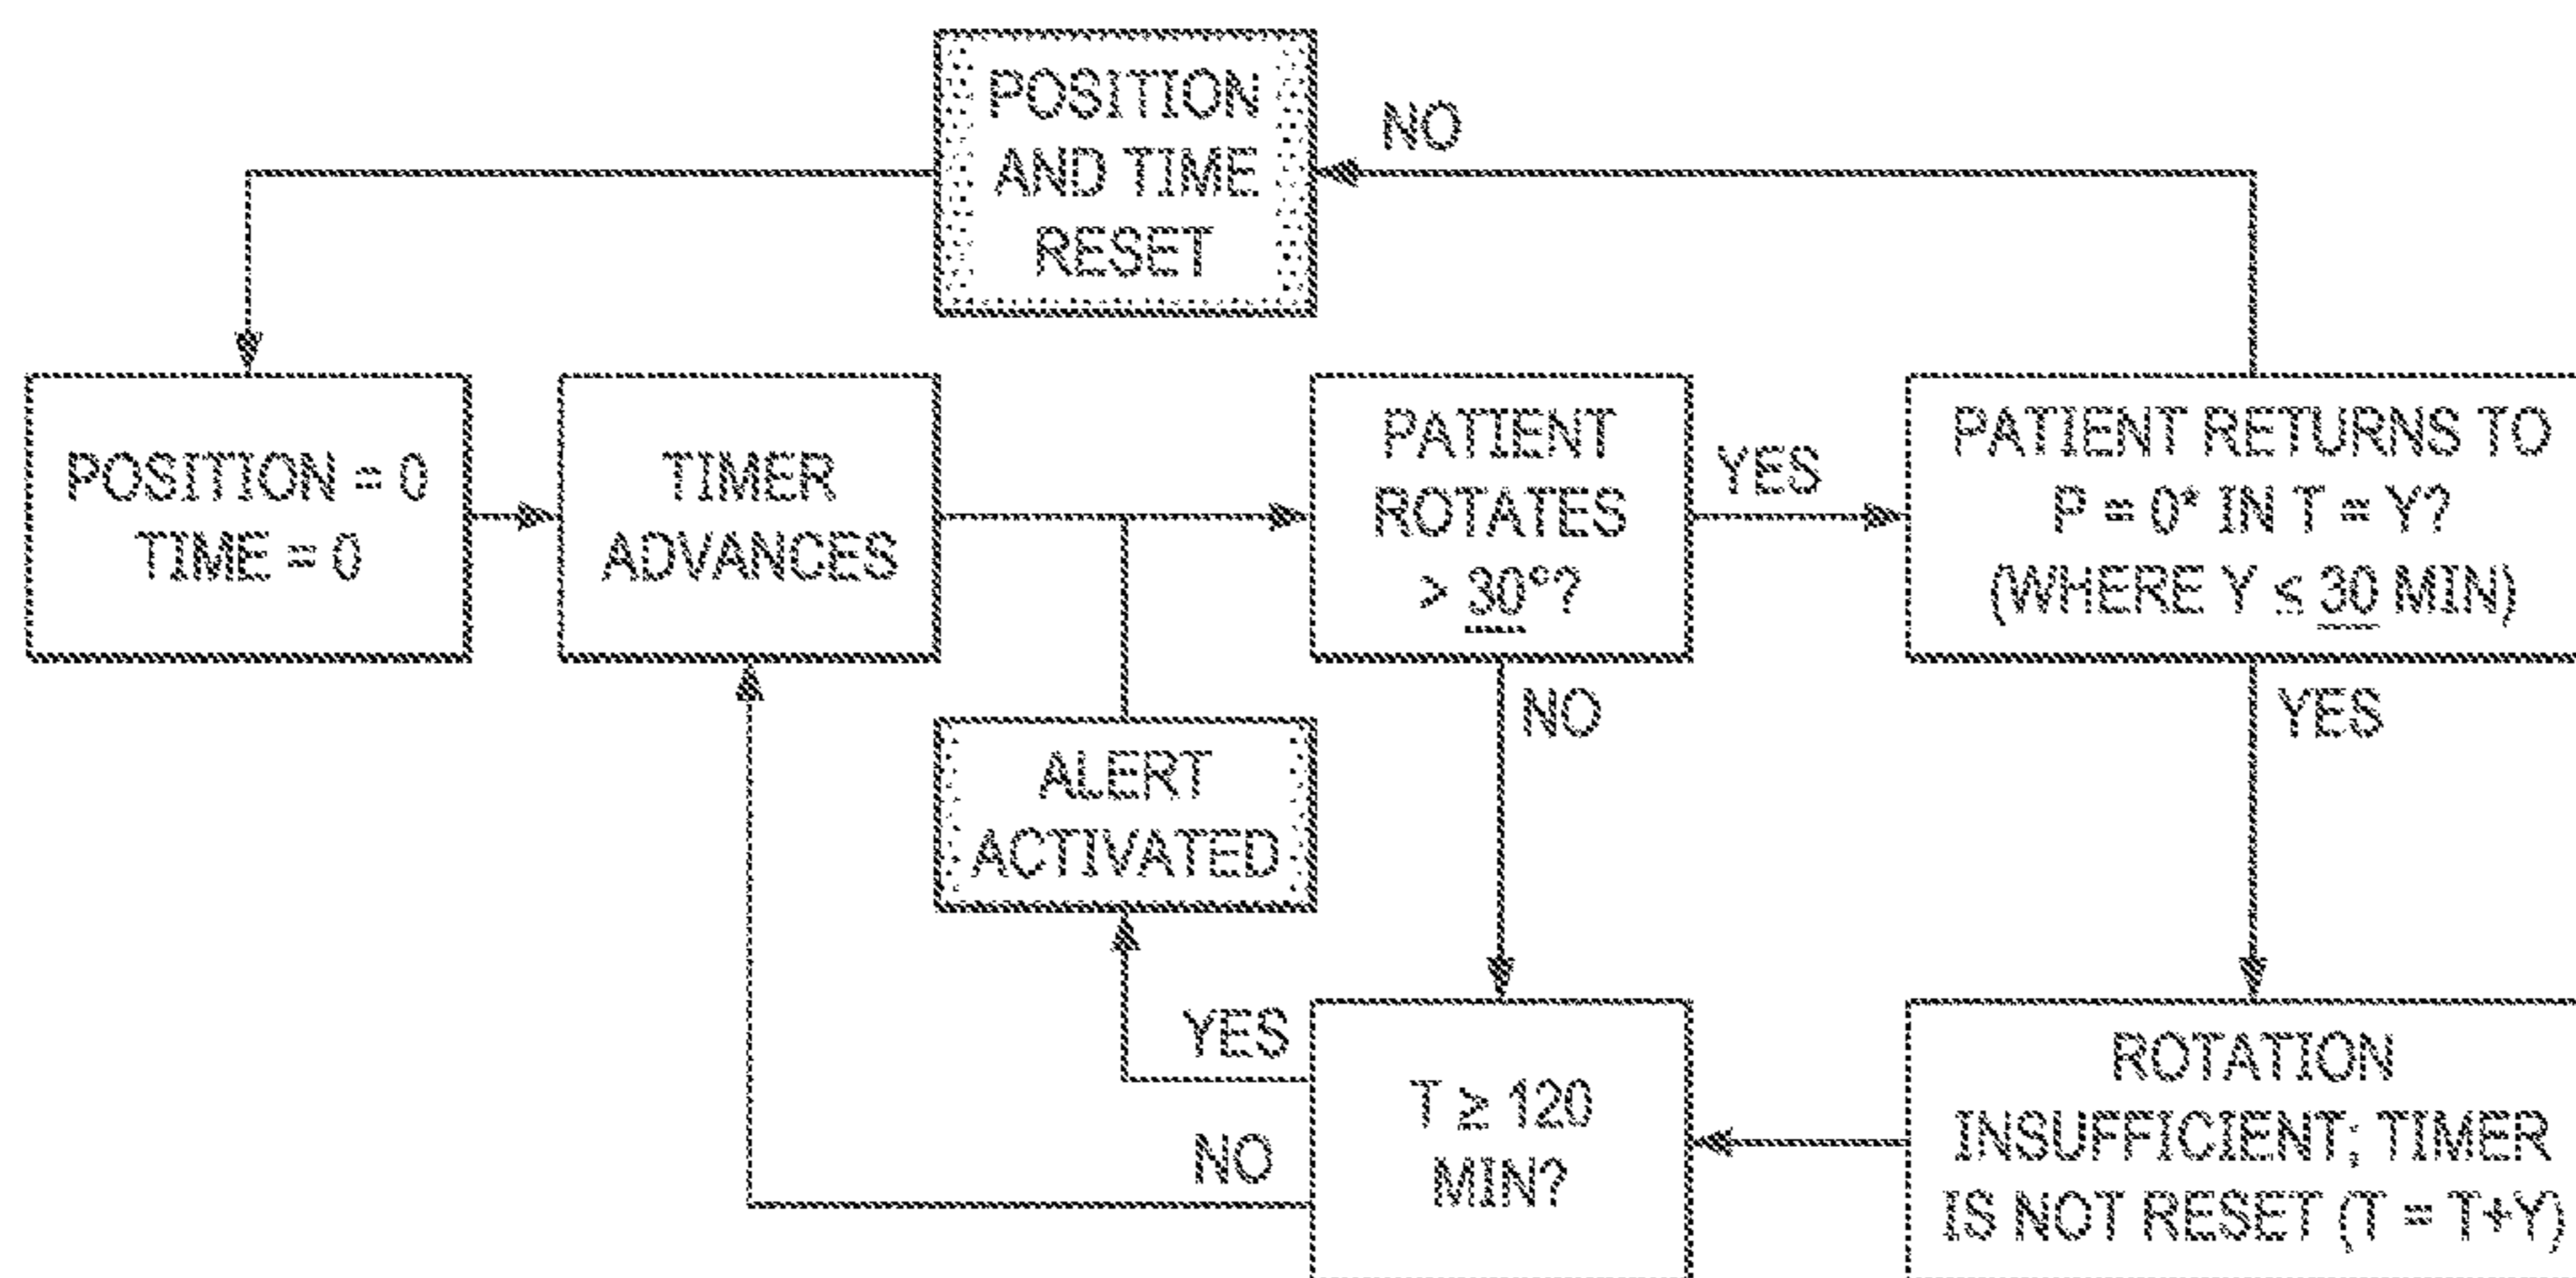 POSITION
AND TIME
RESET
NO
POSITION = 0
TIME = 0
TIMER
ADVANCES
PATIENT
ROTATES
> 30°?
YES
PATIENT RETURNS TO
P = 0* IN T = Y?
(WHERE Y ≤ 30 MIN)
NO
YES
ALERT
ACTIVATED
YES
NO
T ≥ 120
MIN?
ROTATION
INSUFFICIENT; TIMER
IS NOT RESET (T = T+Y)